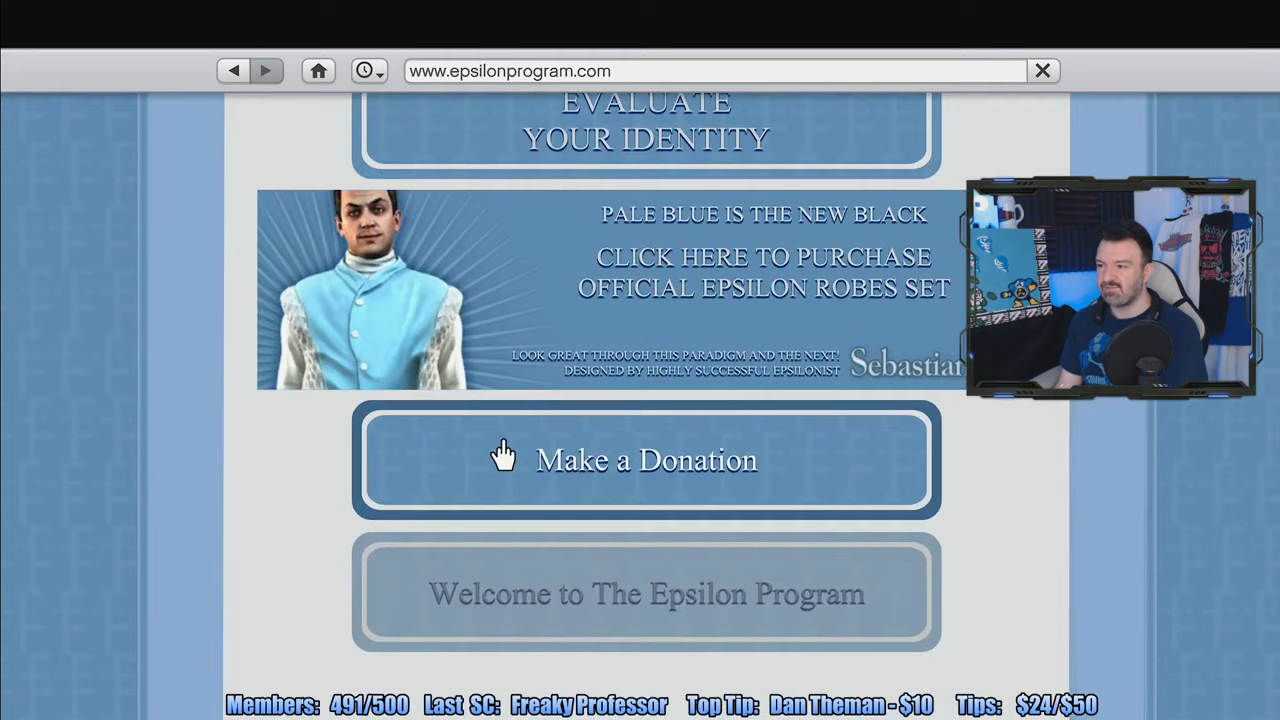 www.epsilonprogram.com
EVALUATE
YOUR IDENTITY
PALE BLUE IS THE NEW BLACK
CLICK HERE TO PURCHASE
OFFICIAL EPSILON ROBES SET
LOOK GREAT THROUGH THIS PARADIGM AND THE NEXT!
DESIGNED BY HIGHLY SUCCESSFUL EPSILONIST
Sebastian
Make a Donation
Welcome to The Epsilon Program
Members: 491/500 Last SC: Freaky Professor Top Tip: Dan Theman - $10 Tips: $24/$50